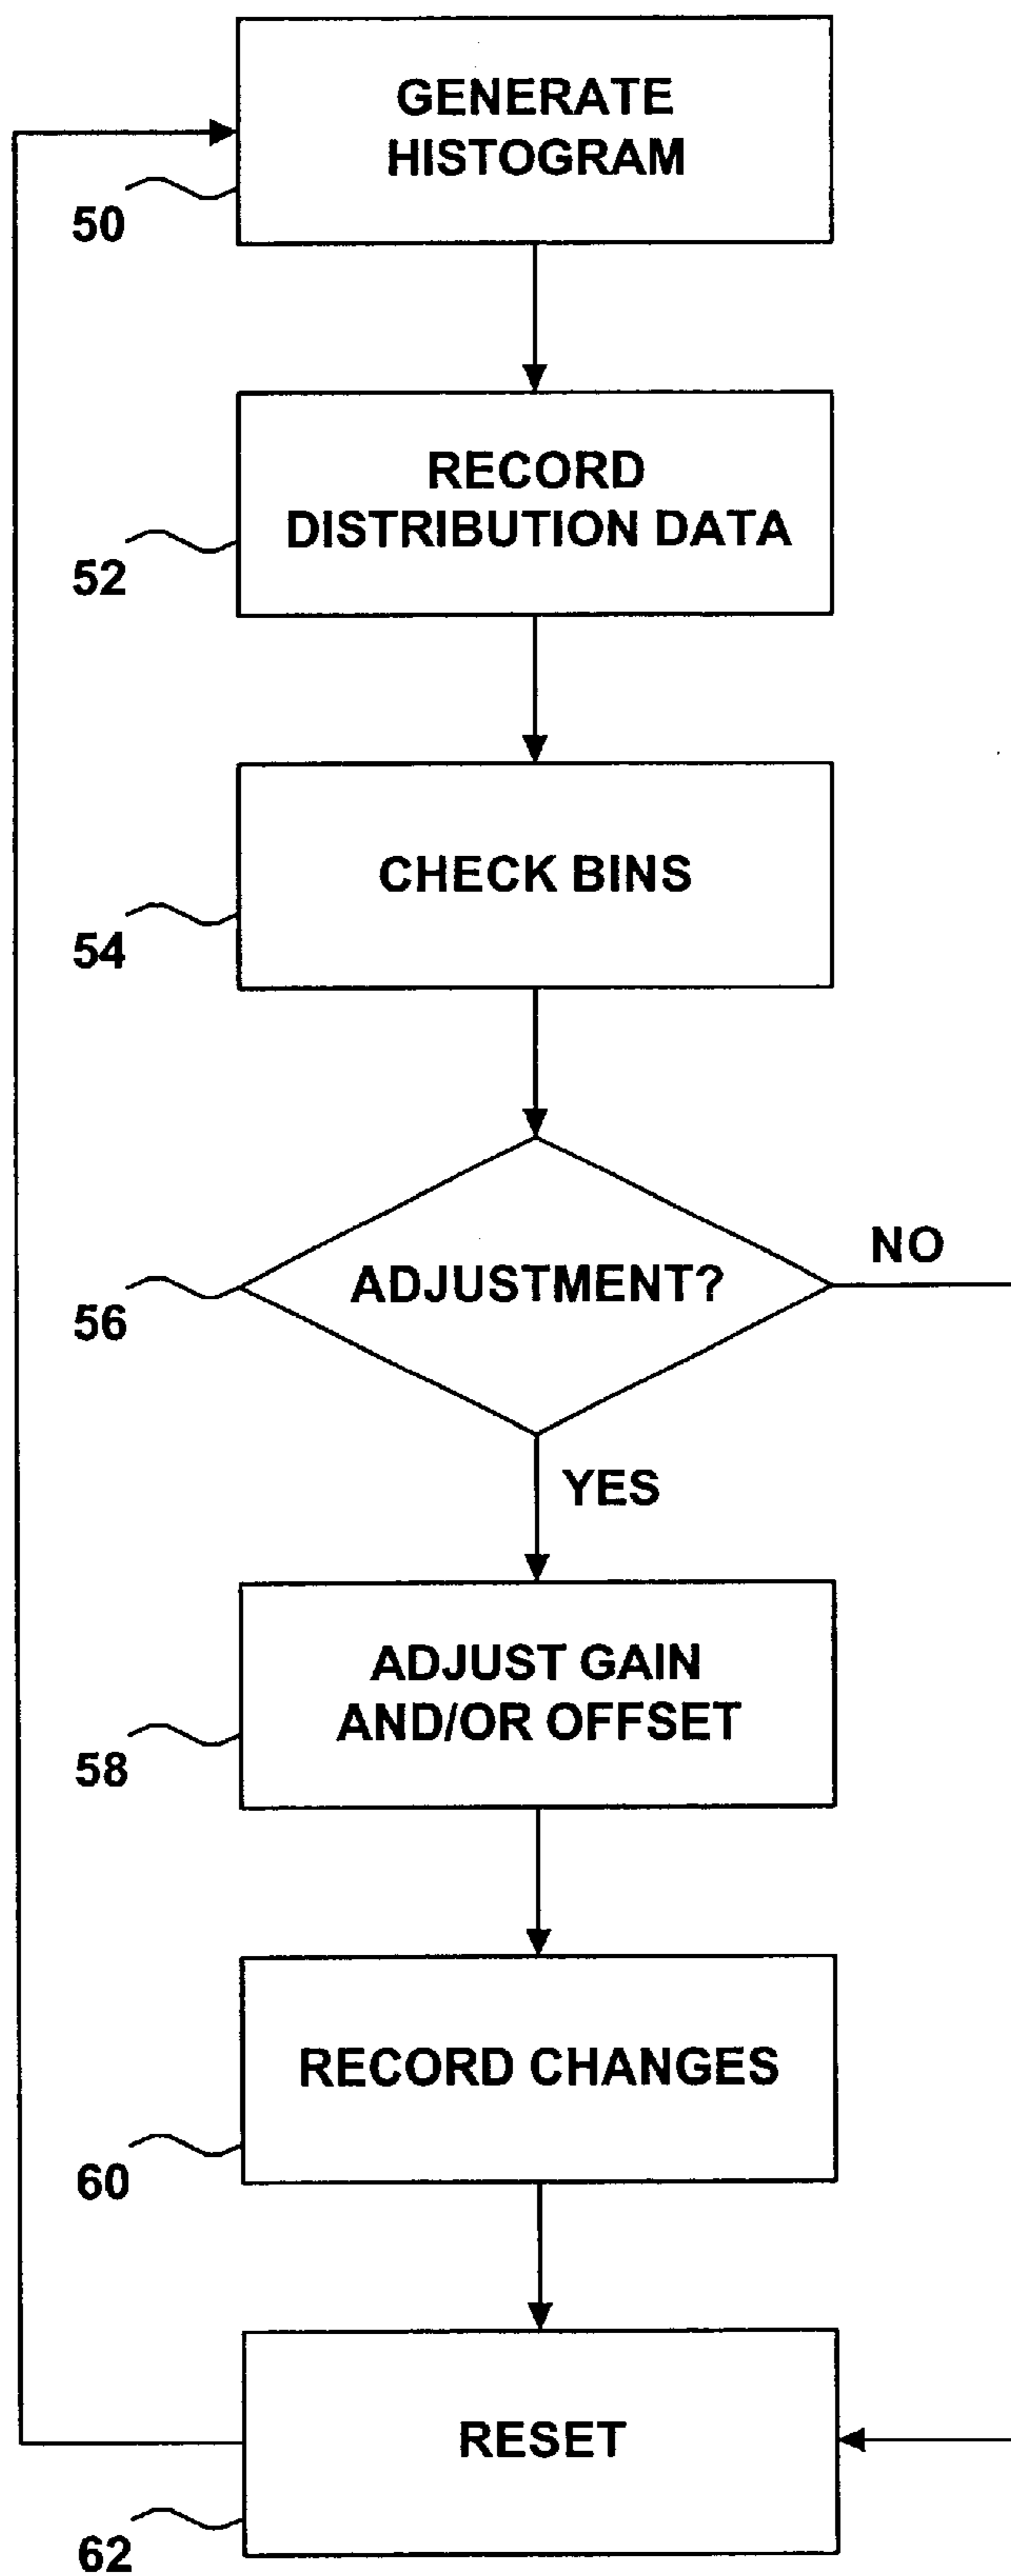 GENERATE
HISTOGRAM
50
RECORD
DISTRIBUTION DATA
52
CHECK BINS
54
ADJUSTMENT?
NO
56
YES
ADJUST GAIN
AND/OR OFFSET
58
RECORD CHANGES
60
RESET
62